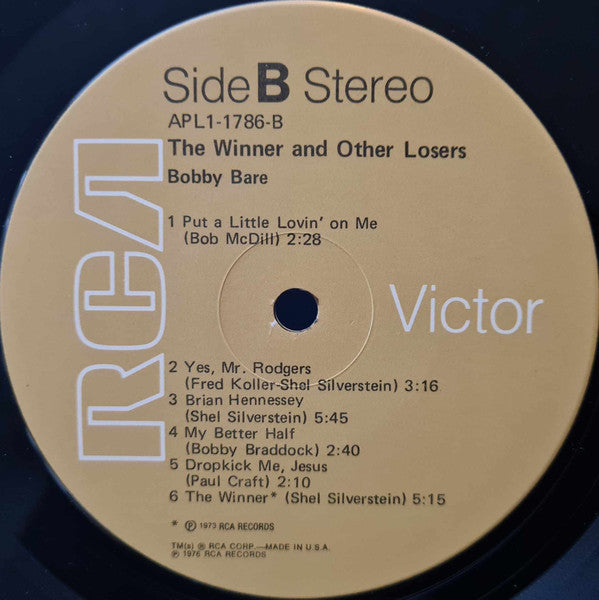 Side B Stereo
APL1-1786-B
The Winner and Other Losers
Bobby Bare
1 Put a Little Lovin' on Me
(Bob McDill) 2:28
RCA
Victor
2 Yes, Mr. Rodgers
(Fred Koller-Shel Silverstein) 3:16
3 Brian Hennessey
(Shel Silverstein) 5:45
4 My Better Half
(Bobby Braddock) 2:40
5 Dropkick Me, Jesus
(Paul Craft) 2:10
6 The Winner* (Shel Silverstein) 5:15
* ℗ 1973 RCA RECORDS
TM(s) ® RCA CORP.—MADE IN U.S.A.
℗ 1976 RCA RECORDS